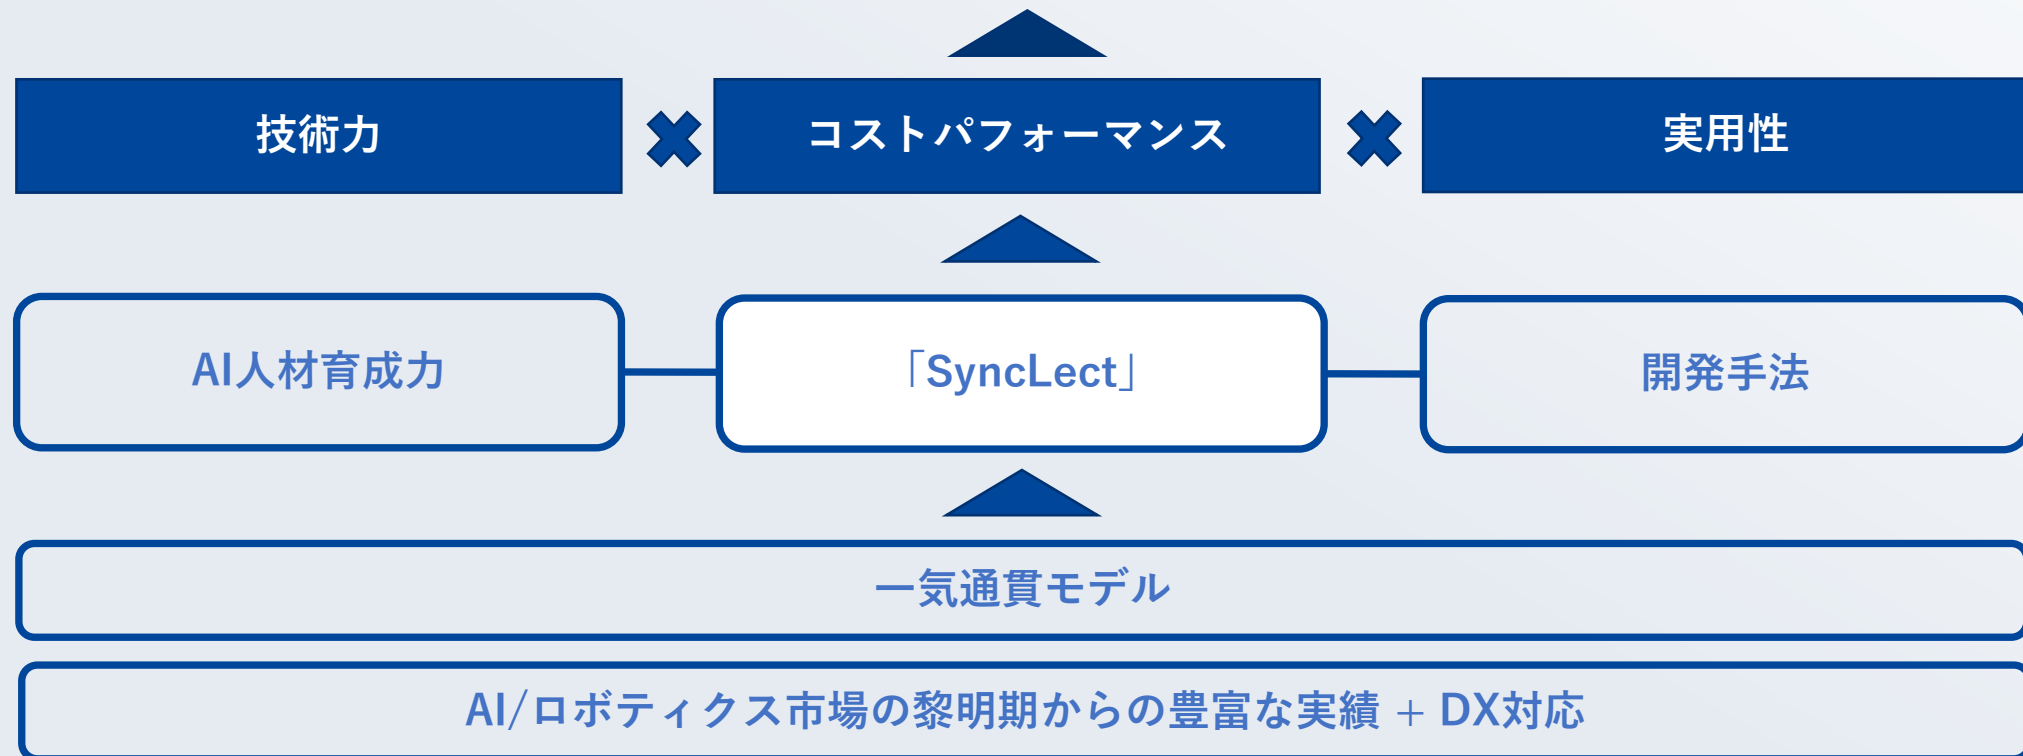 技術力
コストパフォーマンス
実用性
AI人材育成力
「SyncLect」
開発手法
一気通貫モデル
AI/ロボティクス市場の黎明期からの豊富な実績 + DX対応